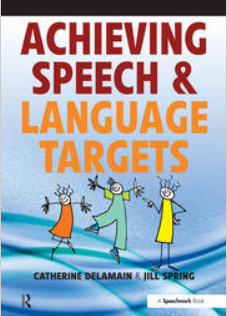 ACHIEVING
SPEECH &
LANGUAGE
TARGETS
CATHERINE DELAMAIN & JILL SPRING
R
A Speechmark Book